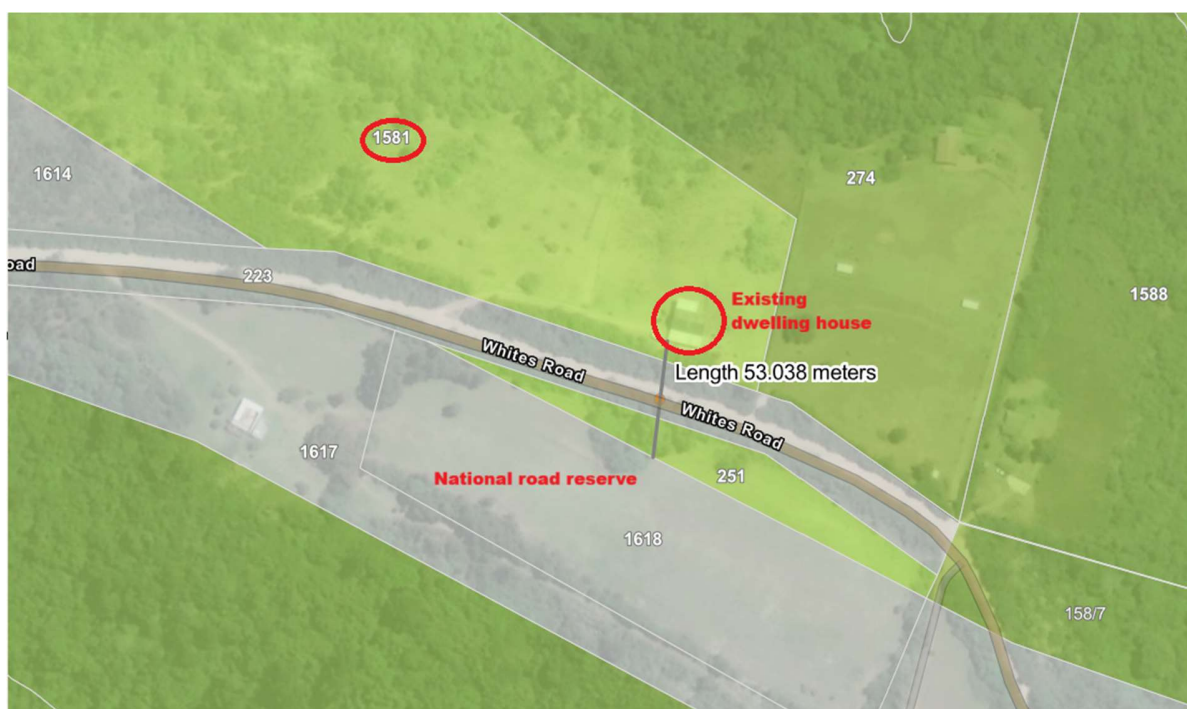 1581
1614
274
1588
223
oad
Existing
dwelling house
Whites Road
Length 53.038 meters
Whites Road
1617
National road reserve
251
1618
158/7